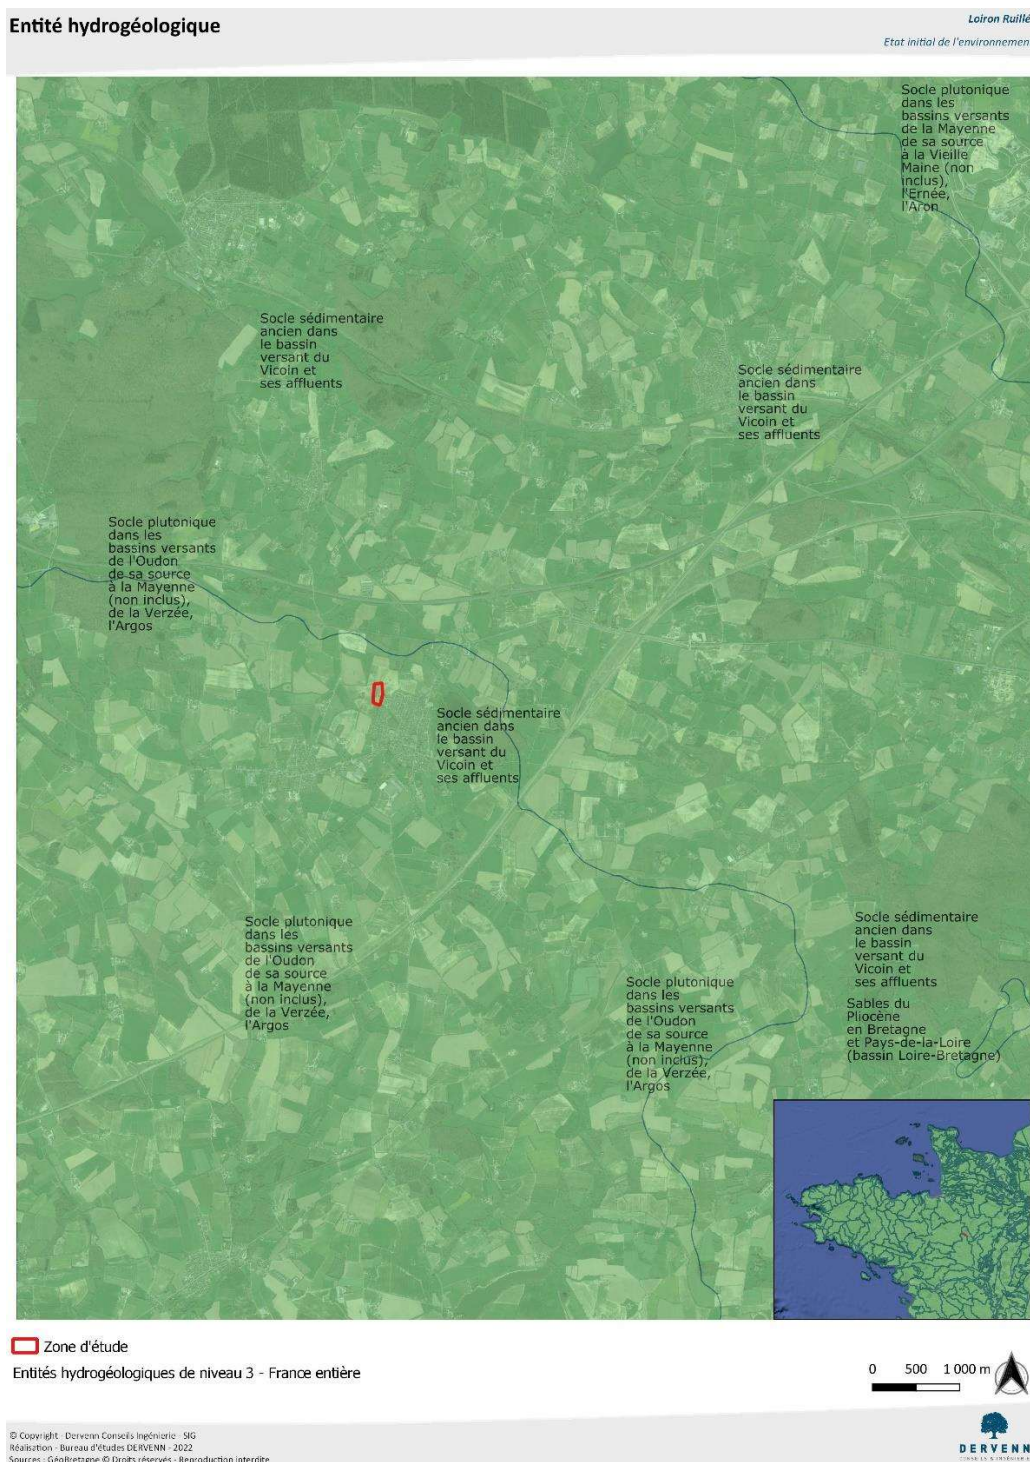 Entité hydrogéologique
Loiron Ruillé
Etat initial de l'environnemen
Socle plutonique
dans les
bassins versants
de la Mayenne
de sa source
à la Vieille
Maine (non
inclus),
l'Ernée,
l'Aron
Socle sédimentaire
ancien dans
le bassin
versant du
Vicoin et
ses affluents
Socle sédimentaire
ancien dans
le bassin
versant du
Vicoin et
ses affluents
Socle plutonique
dans les
bassins versants
de l'Oudon
de sa source
à la Mayenne
(non inclus),
de la Verzée,
l'Argos
Socle sédimentaire
ancien dans
le bassin
versant du
Vicoin et
ses affluents
Socle plutonique
dans les
bassins versants
de l'Oudon
de sa source
à la Mayenne
(non inclus),
de la Verzée,
l'Argos
Socle plutonique
dans les
bassins versants
de l'Oudon
de sa source
à la Mayenne
(non inclus),
de la Verzée,
l'Argos
Socle sédimentaire
ancien dans
le bassin
versant du
Vicoin et
ses affluents
Sables du
Pliocène
en Bretagne
et Pays-de-la-Loire
(bassin Loire-Bretagne)
Zone d'étude
Entités hydrogéologiques de niveau 3 - France entière
0 500 1 000 m
© Copyright - Dervenn Conseils Ingénierie - SIG
Réalisation - Bureau d'études DERVENN - 2022
Sources : GéoBretagne © Droits réservés - Reproduction interdite
DERVENN